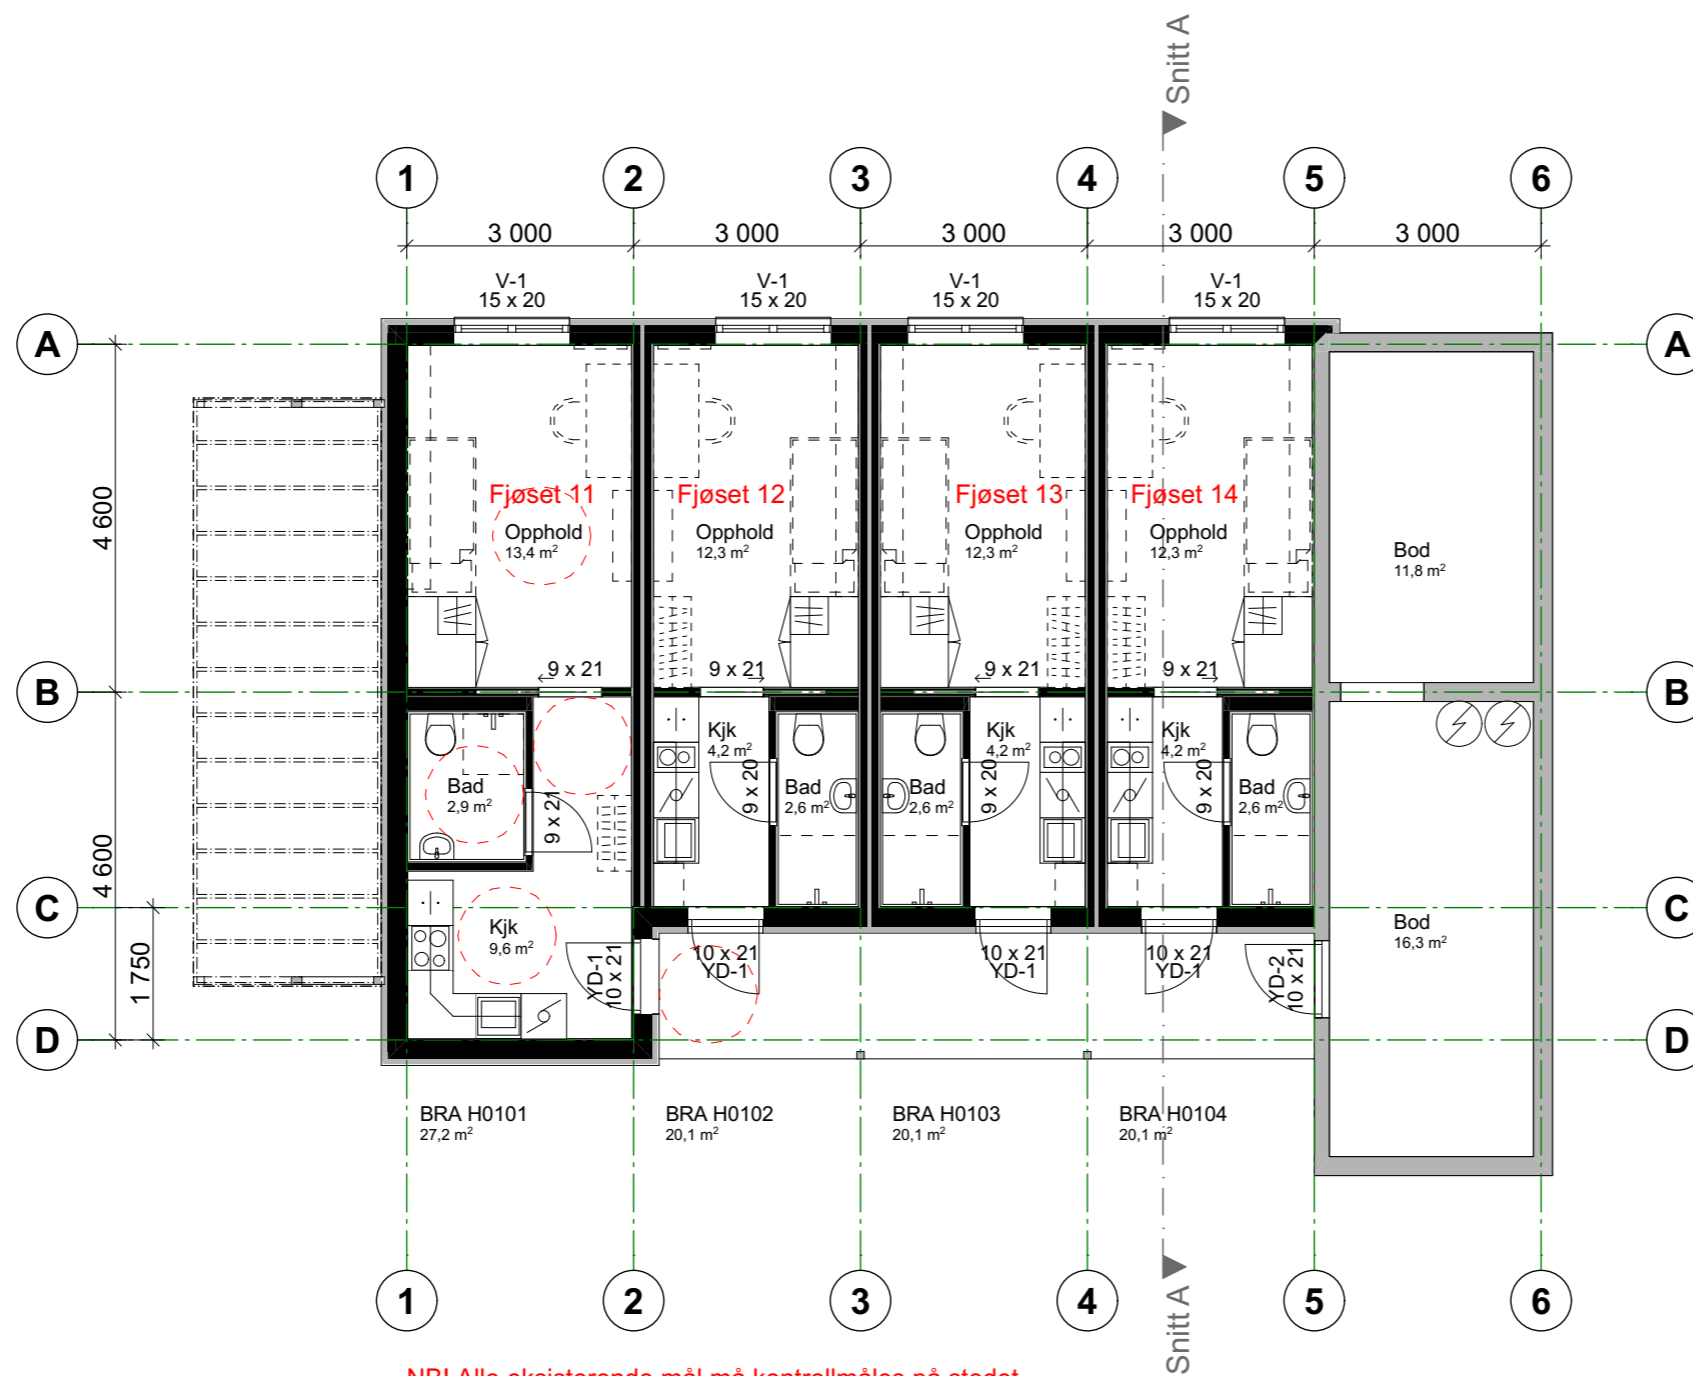 Snitt A
1 2 3 4 5 6
3 000 3 000 3 000 3 000 3 000
V-1 V-1 V-1 V-1
15 x 20 15 x 20 15 x 20 15 x 20
A A
4 600
Fjøset 11 Fjøset 12 Fjøset 13 Fjøset 14
Opphold Opphold Opphold Opphold
13,4 m² 12,3 m² 12,3 m² 12,3 m²
Bod
11,8 m²
9 x 21 9 x 21 9 x 21 9 x 21
B B
Kjk Kjk Kjk
4,2 m² 4,2 m² 4,2 m²
9 x 20 9 x 20 9 x 20
Bad Bad Bad Bad
2,9 m² 2,6 m² 2,6 m² 2,6 m²
9 x 21
4 600
C C
Kjk
9,6 m²
Bod
16,3 m²
1 750
YD-1
10 x 21
10 x 21 10 x 21 10 x 21
YD-1 YD-1 YD-1
YD-2
10 x 21
D D
BRA H0101 BRA H0102 BRA H0103 BRA H0104
27,2 m² 20,1 m² 20,1 m² 20,1 m²
1 2 3 4 5 6
Snitt A
NB! Alle eksisterende mål må kontrollmåles på stedet